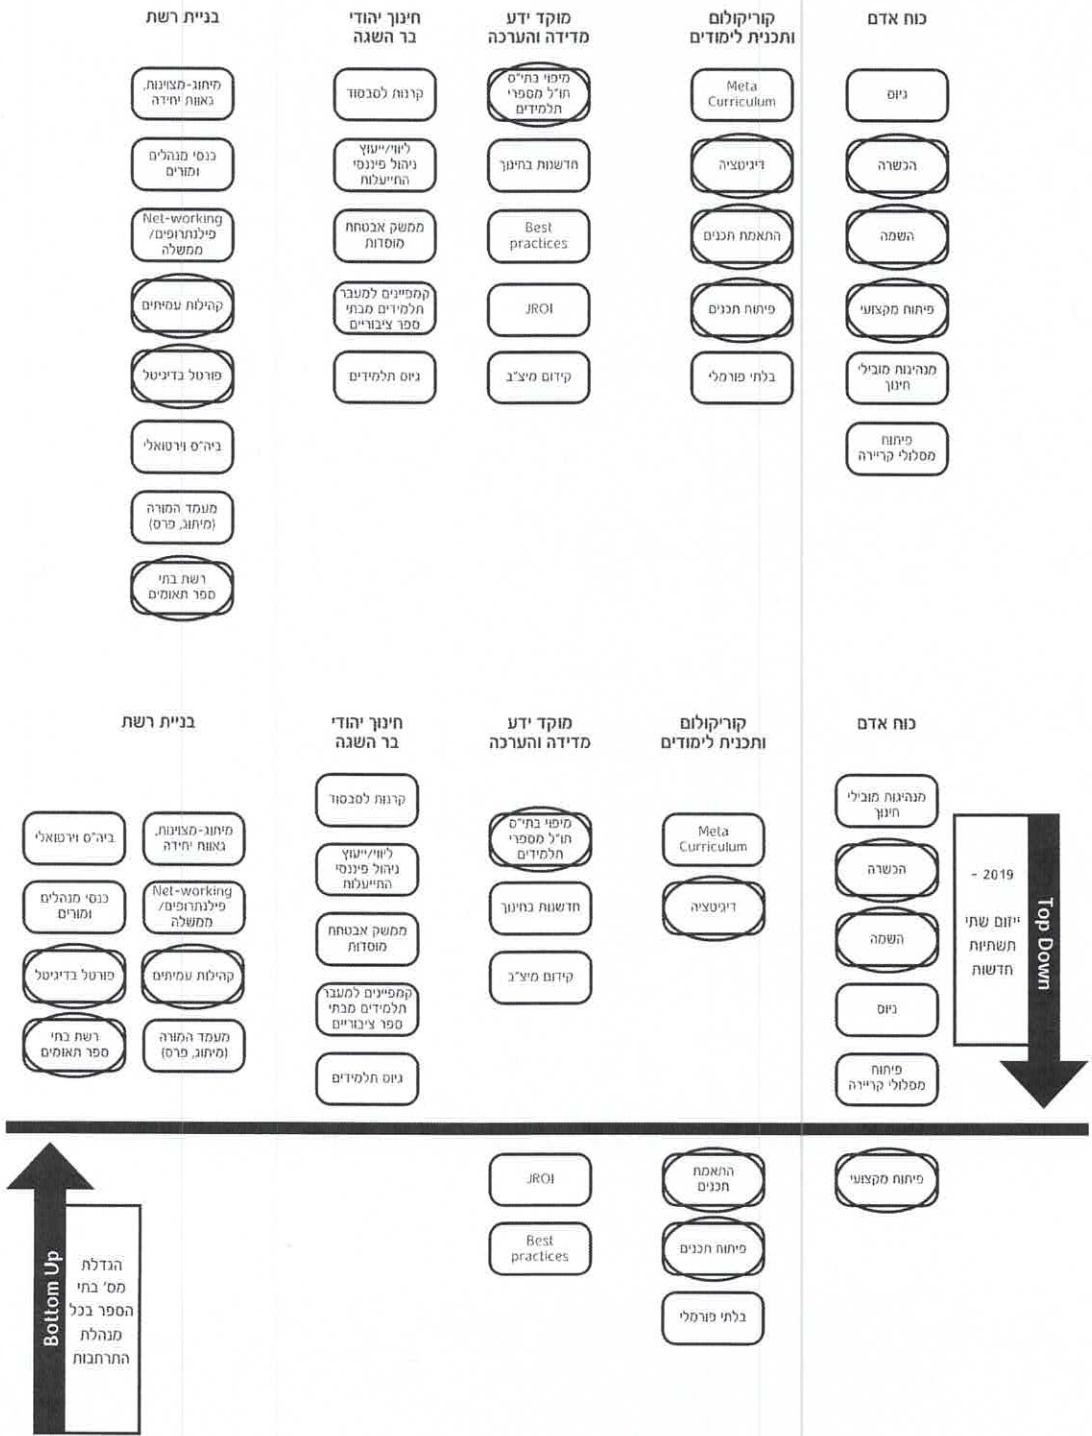 כוח אדם
גיוס
הכשרה
השמה
פיתוח מקצועי
מנהיגות מובילי
חינוך
פיתוח
מסלולי קריירה
קוריקולום
ותכנית לימודים
Meta
Curriculum
דיגיטציה
התאמת תכנים
פיתוח תכנים
בלתי פורמלי
מוקד ידע
מדידה והערכה
מיפוי בתי״ס
תו״ל מספרי
תלמידים
חדשנות בחינוך
Best
practices
JROI
קידום מיצ״ב
חינוך יהודי
בר השגה
קרנות לסבסוד
ליווי/ייעוץ
ניהול פיננסי
התייעלות
ממשק אבטחת
מוסדות
קמפיינים למעבר
תלמידים מבתי
ספר ציבוריים
גיוס תלמידים
בניית רשת
מיתוג-מצוינות,
גאוות יחידה
כנסי מנהלים
ומורים
Net-working
פילנתרופים/
ממשלה
קהילות עמיתים
פורטל בדיגיטל
ביה״ס וירטואלי
מעמד המורה
(מיתוג, פרס)
רשת בתי
ספר תאומים
Top Down
2019 -
ייזום שתי
תשתיות
חדשות
כוח אדם
מנהיגות מובילי
חינוך
הכשרה
השמה
גיוס
פיתוח
מסלולי קריירה
קוריקולום
ותכנית לימודים
Meta
Curriculum
דיגיטציה
מוקד ידע
מדידה והערכה
מיפוי בתי״ס
תו״ל מספרי
תלמידים
חדשנות בחינוך
קידום מיצ״ב
חינוך יהודי
בר השגה
קרנות לסבסוד
ליווי/ייעוץ
ניהול פיננסי
התייעלות
ממשק אבטחת
מוסדות
קמפיינים למעבר
תלמידים מבתי
ספר ציבוריים
גיוס תלמידים
בניית רשת
מיתוג-מצוינות,
גאוות יחידה
Net-working
פילנתרופים/
ממשלה
קהילות עמיתים
מעמד המורה
(מיתוג, פרס)
ביה״ס וירטואלי
כנסי מנהלים
ומורים
פורטל בדיגיטל
רשת בתי
ספר תאומים
פיתוח מקצועי
התאמת
תכנים
פיתוח תכנים
בלתי פורמלי
JROI
Best
practices
הגדלת
מס׳ בתי
הספר בכל
מנהלת
התרחבות
Bottom Up